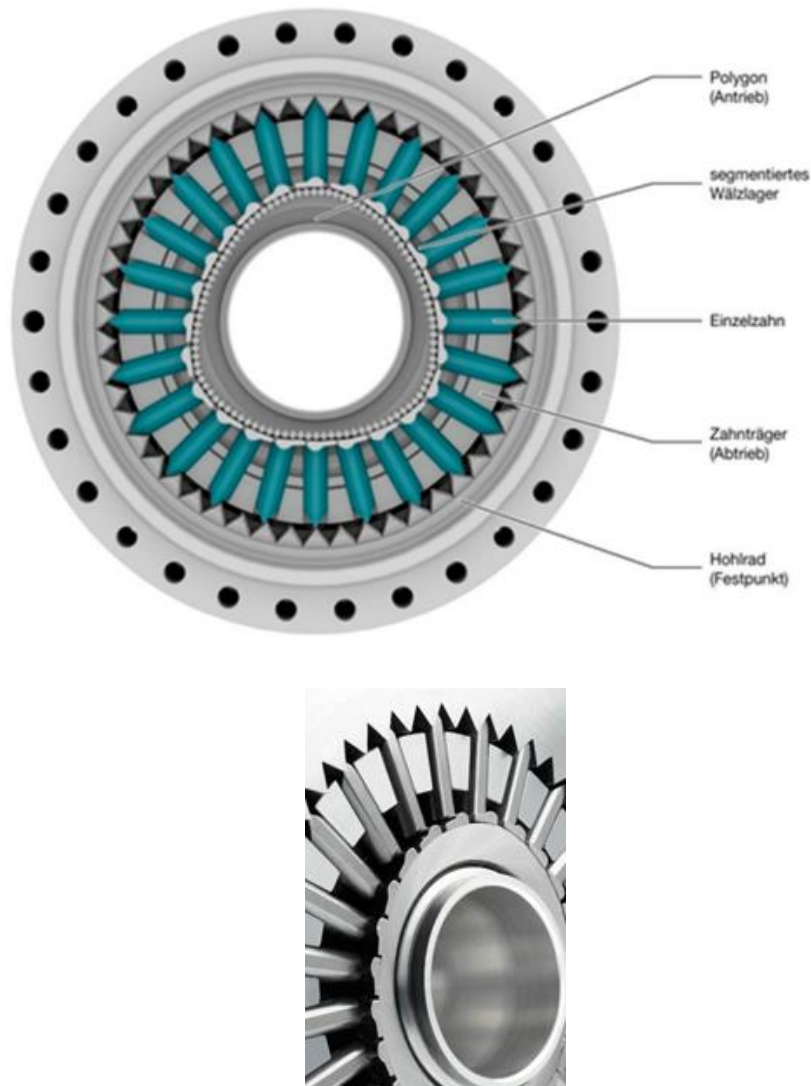 Polygon
(Antrieb)
segmentiertes
Wälzlager
Einzelzahn
Zahnträger
(Abtrieb)
Hohlrad
(Festpunkt)